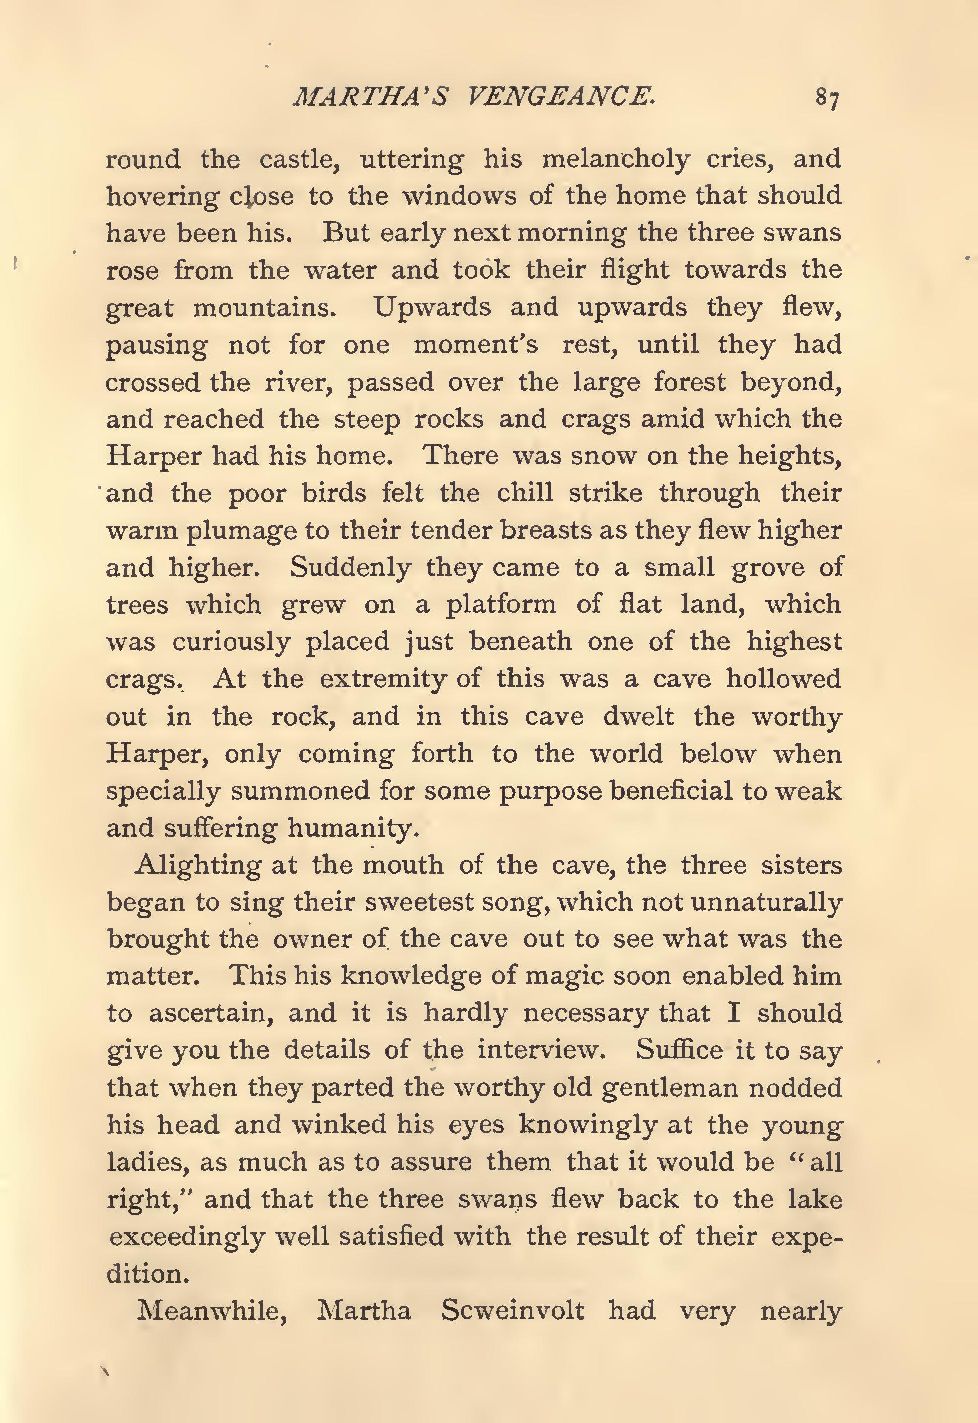 MARTHA'S VENGEANCE. 87
round the castle, uttering his melancholy cries, and
hovering close to the windows of the home that should
have been his. But early next morning the three swans
rose from the water and took their flight towards the
great mountains. Upwards and upwards they flew,
pausing not for one moment's rest, until they had
crossed the river, passed over the large forest beyond,
and reached the steep rocks and crags amid which the
Harper had his home. There was snow on the heights,
and the poor birds felt the chill strike through their
warm plumage to their tender breasts as they flew higher
and higher. Suddenly they came to a small grove of
trees which grew on a platform of flat land, which
was curiously placed just beneath one of the highest
crags. At the extremity of this was a cave hollowed
out in the rock, and in this cave dwelt the worthy
Harper, only coming forth to the world below when
specially summoned for some purpose beneficial to weak
and suffering humanity.
Alighting at the mouth of the cave, the three sisters
began to sing their sweetest song, which not unnaturally
brought the owner of the cave out to see what was the
matter. This his knowledge of magic soon enabled him
to ascertain, and it is hardly necessary that I should
give you the details of the interview. Suffice it to say
that when they parted the worthy old gentleman nodded
his head and winked his eyes knowingly at the young
ladies, as much as to assure them that it would be "all
right," and that the three swans flew back to the lake
exceedingly well satisfied with the result of their expe-
dition.
Meanwhile, Martha Scweinvolt had very nearly